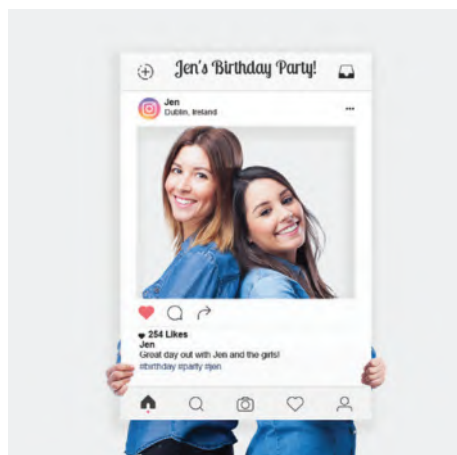 Jen's Birthday Party!
Jen
Dublin, Ireland
254 Likes
Jen
Great day out with Jen and the girls!
#birthday #party #jen